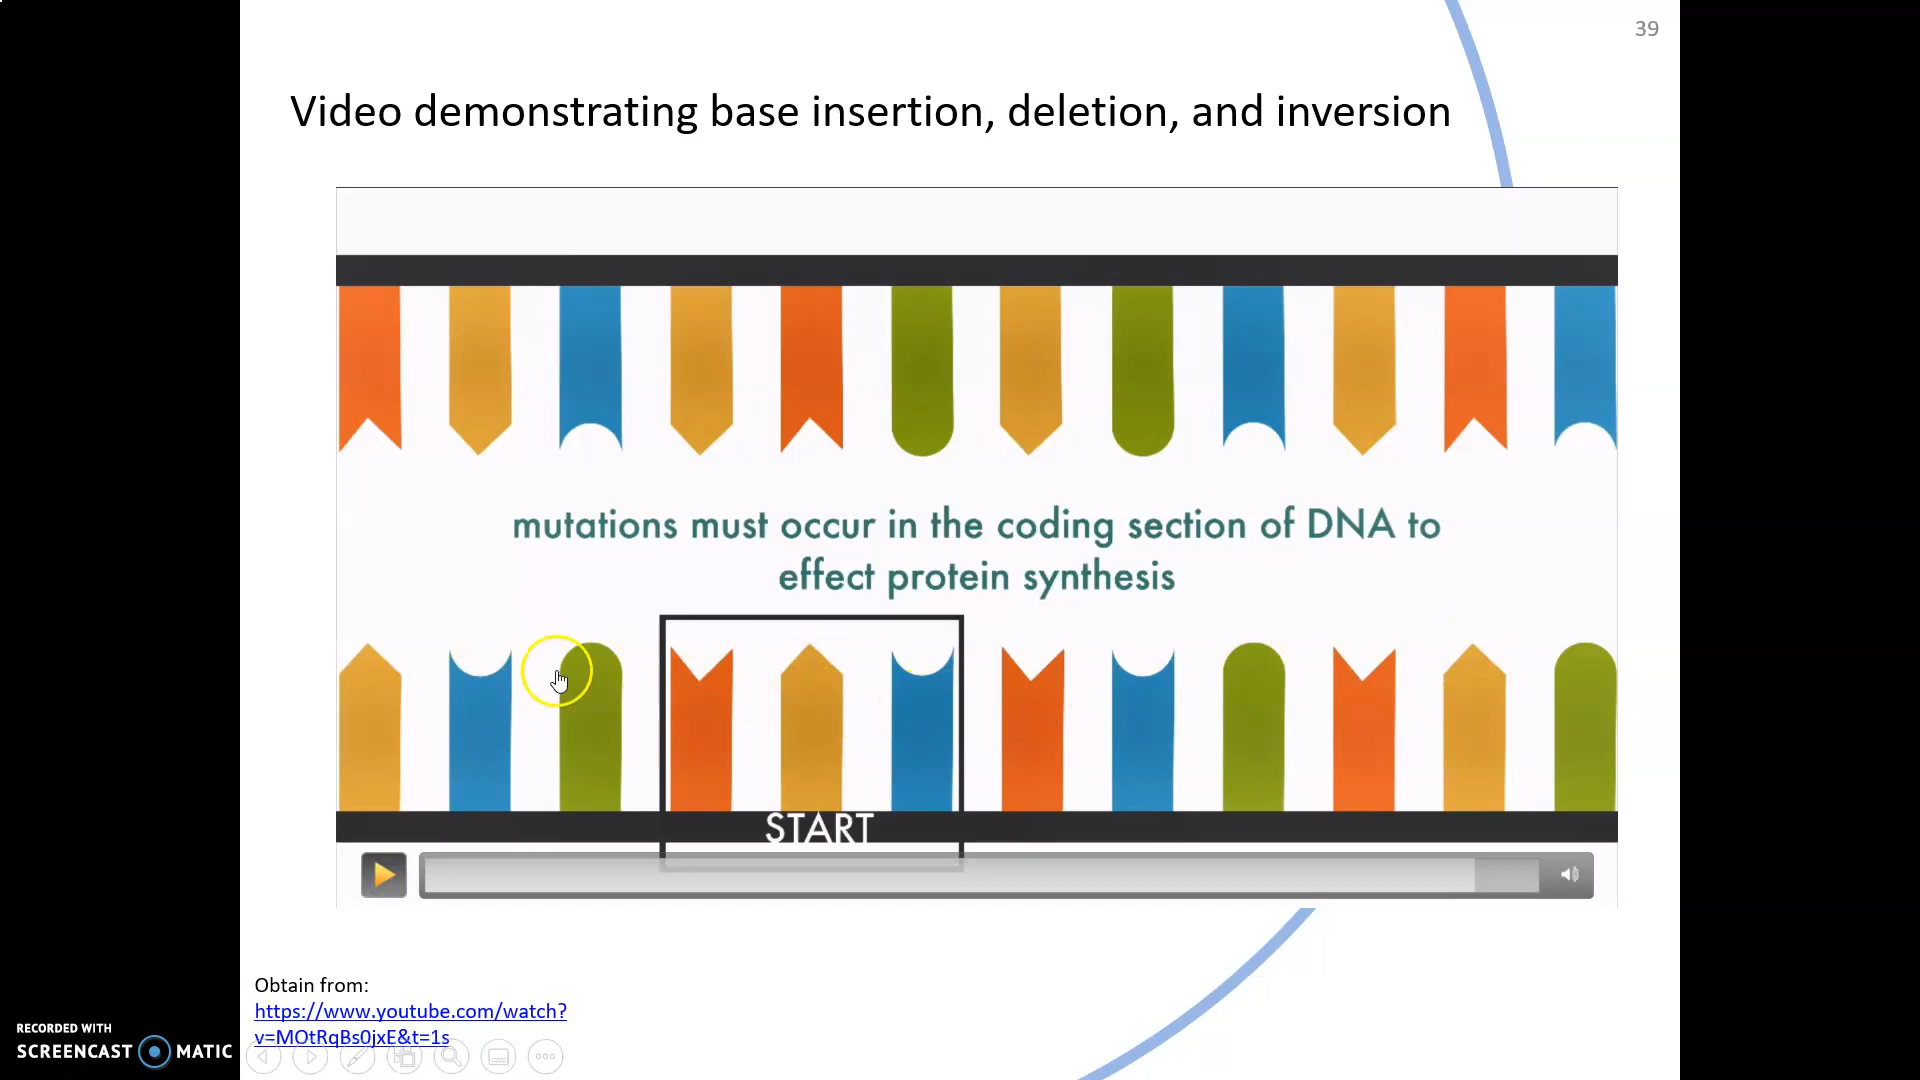 39
Video demonstrating base insertion, deletion, and inversion
mutations must occur in the coding section of DNA to
effect protein synthesis
START
Obtain from:
https://www.youtube.com/watch?
v=MOtRqBs0jxE&t=1s
RECORDED WITH
SCREENCAST MATIC